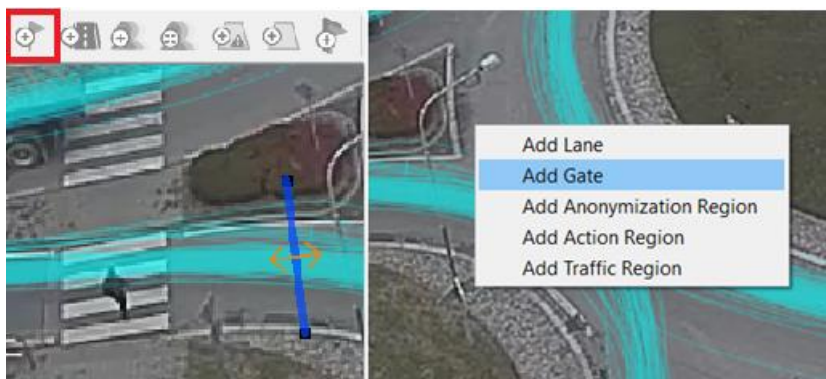 Add Lane
Add Gate
Add Anonymization Region
Add Action Region
Add Traffic Region